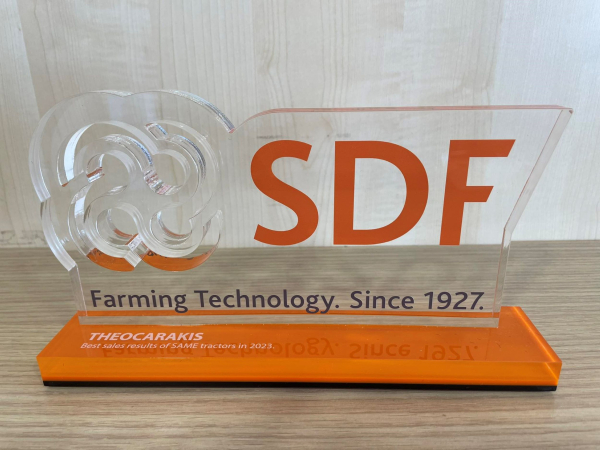 SDF
Farming Technology. Since 1927.
THEOCARAKIS
Best sales results of SAME tractors in 2023.